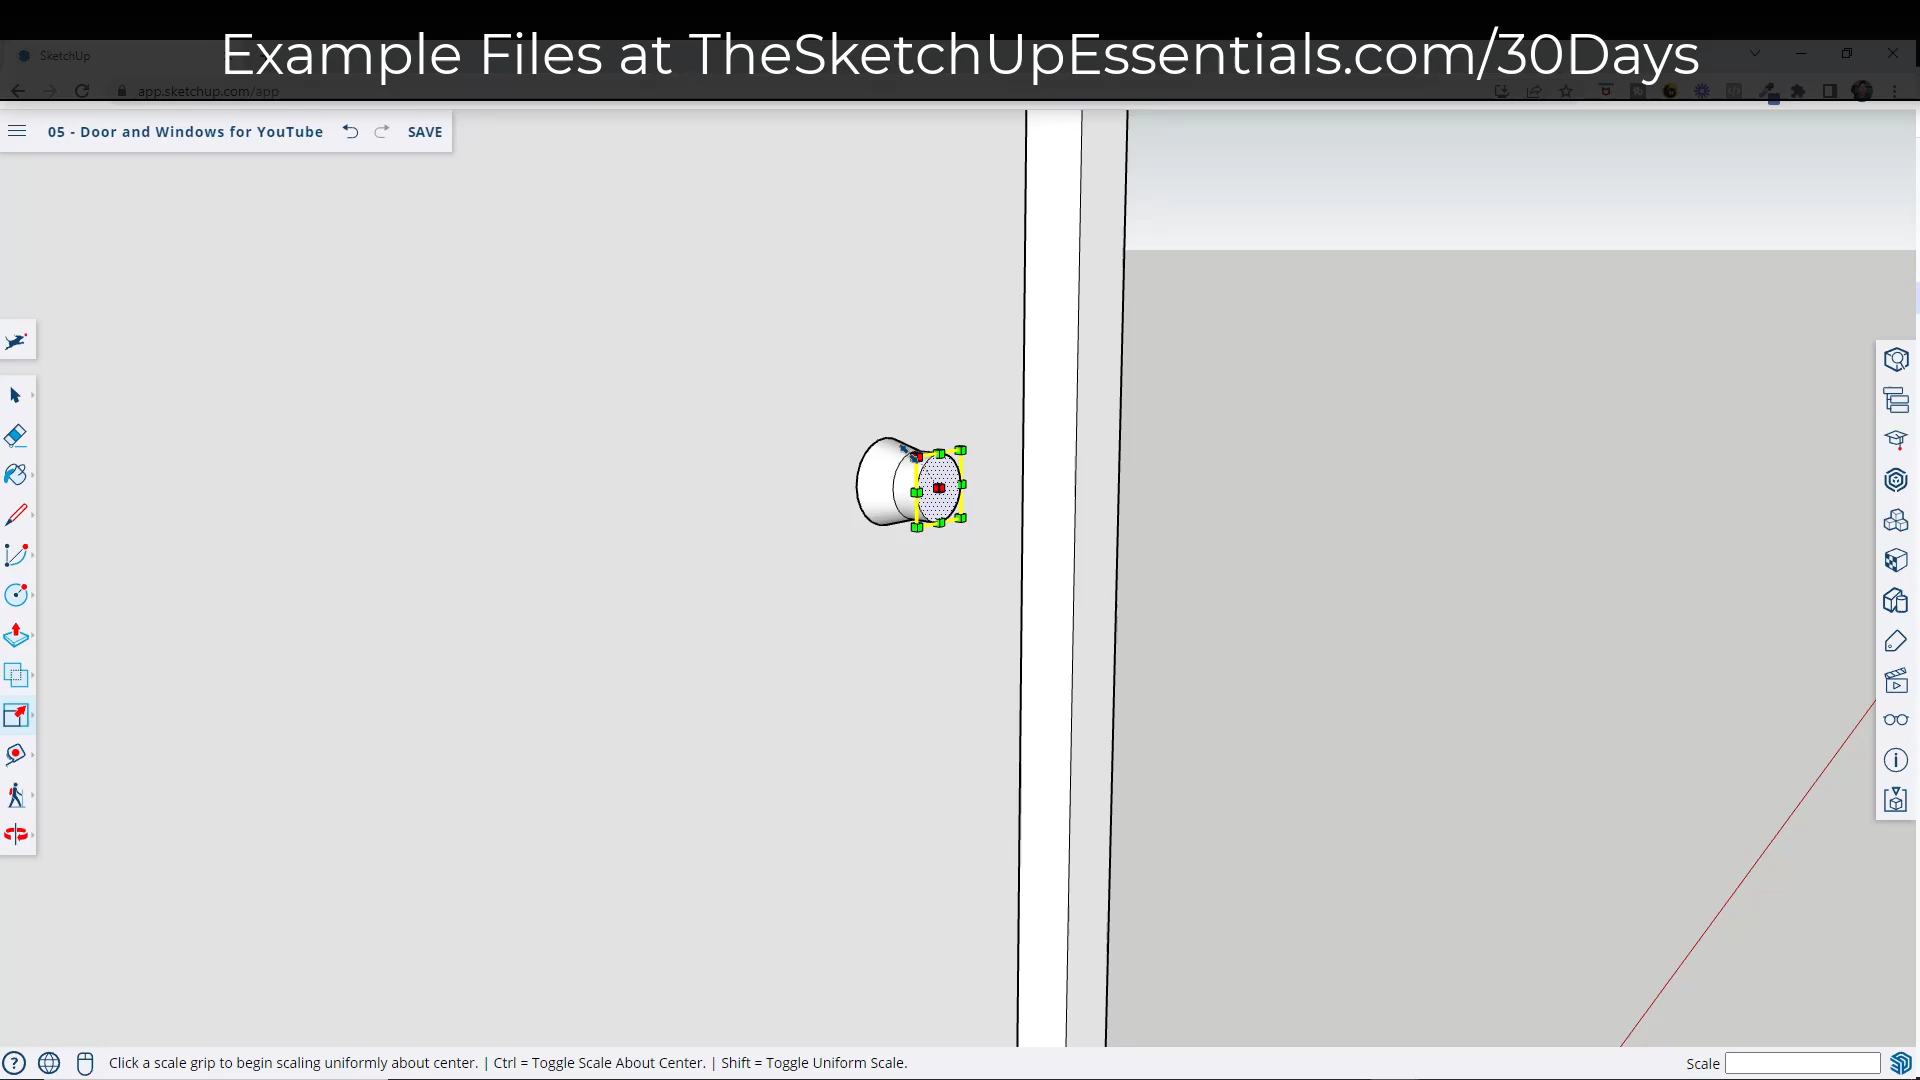 Example Files at TheSketchUpEssentials.com/30Days
SketchUp
app.sketchup.com/app
05 - Door and Windows for YouTube
SAVE
Click a scale grip to begin scaling uniformly about center. | Ctrl = Toggle Scale About Center. | Shift = Toggle Uniform Scale.
Scale